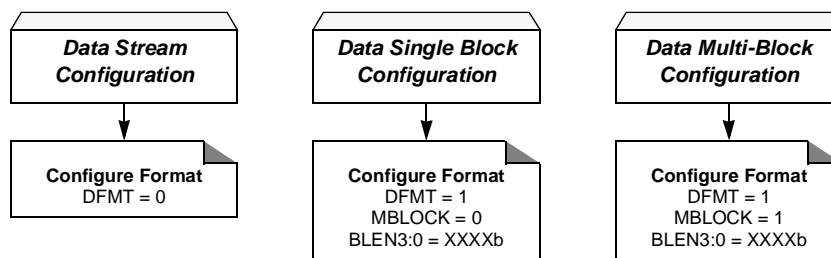 Data Stream
Configuration
Configure Format
DFMT = 0
Data Single Block
Configuration
Configure Format
DFMT = 1
MBLOCK = 0
BLEN3:0 = XXXXb
Data Multi-Block
Configuration
Configure Format
DFMT = 1
MBLOCK = 1
BLEN3:0 = XXXXb